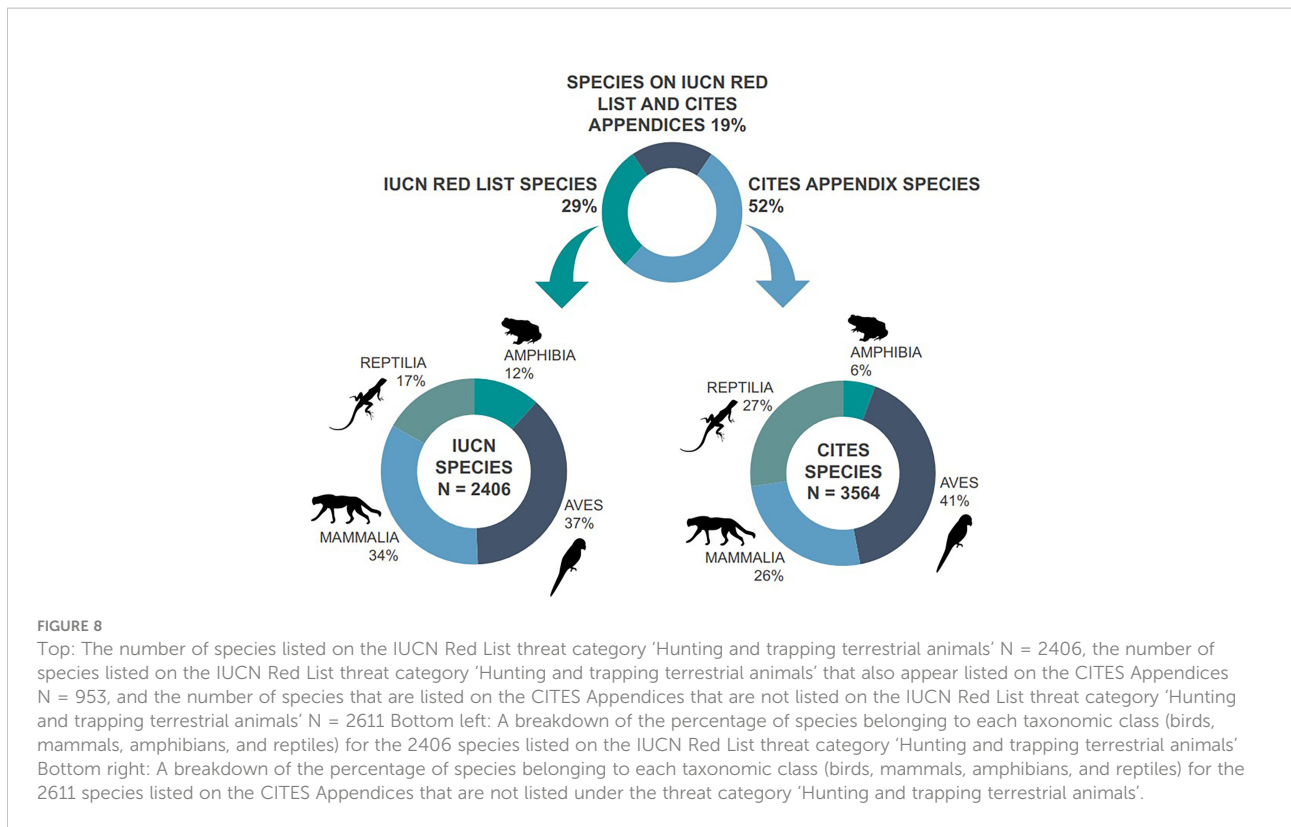 SPECIES ON IUCN RED
LIST AND CITES
APPENDICES 19%
IUCN RED LIST SPECIES
29%
CITES APPENDIX SPECIES
52%
AMPHIBIA
12%
REPTILIA
17%
IUCN
SPECIES
N = 2406
AVES
37%
MAMMALIA
34%
AMPHIBIA
6%
REPTILIA
27%
CITES
SPECIES
N = 3564
AVES
41%
MAMMALIA
26%
FIGURE 8
Top: The number of species listed on the IUCN Red List threat category ‘Hunting and trapping terrestrial animals’ N = 2406, the number of
species listed on the IUCN Red List threat category ‘Hunting and trapping terrestrial animals’ that also appear listed on the CITES Appendices
N = 953, and the number of species that are listed on the CITES Appendices that are not listed on the IUCN Red List threat category ‘Hunting
and trapping terrestrial animals’ N = 2611 Bottom left: A breakdown of the percentage of species belonging to each taxonomic class (birds,
mammals, amphibians, and reptiles) for the 2406 species listed on the IUCN Red List threat category ‘Hunting and trapping terrestrial animals’
Bottom right: A breakdown of the percentage of species belonging to each taxonomic class (birds, mammals, amphibians, and reptiles) for the
2611 species listed on the CITES Appendices that are not listed under the threat category ‘Hunting and trapping terrestrial animals’.